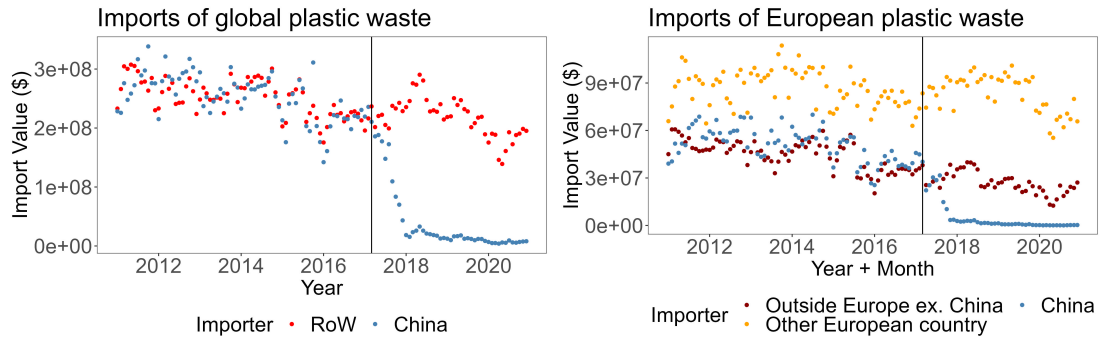 Imports of global plastic waste
Import Value ($)
3e+08
2e+08
1e+08
0e+00
2012 2014 2016 2018 2020
Year
Importer RoW China
Imports of European plastic waste
Import Value ($)
9e+07
6e+07
3e+07
0e+00
2012 2014 2016 2018 2020
Year + Month
Importer
Outside Europe ex. China China
Other European country